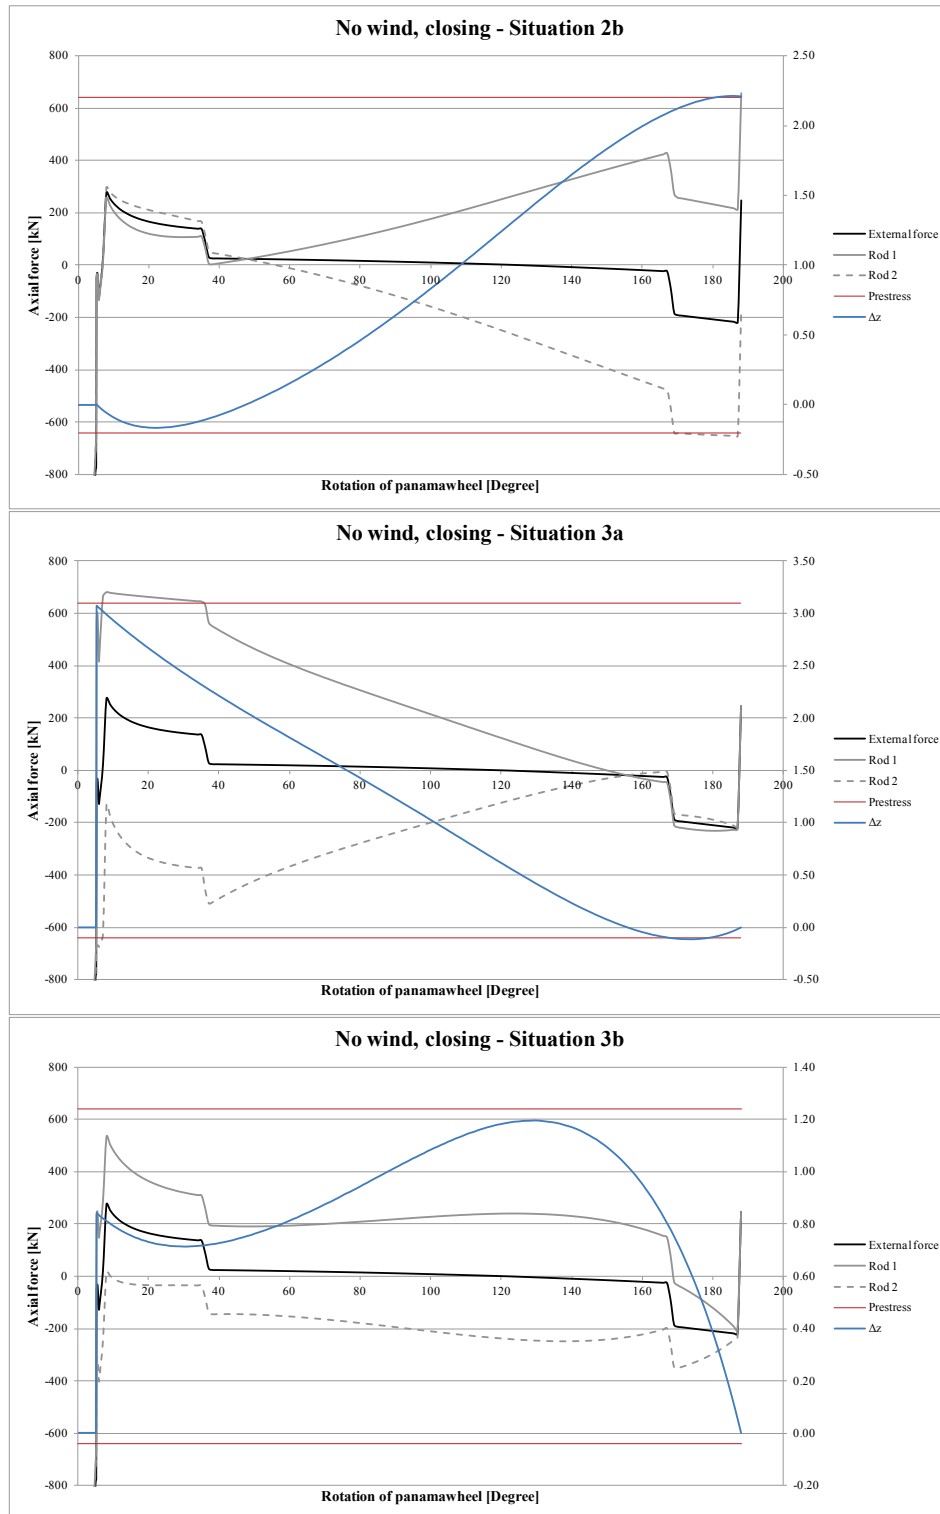 No wind, closing - Situation 2b
800
600
400
200
0
-200
-400
-600
-800
Axial force [kN]
0 20 40 60 80 100 120 140 160 180 200
2.50
2.00
1.50
1.00
0.50
0.00
-0.50
Rotation of panamawheel [Degree]
External force
Rod 1
Rod 2
Prestress
Δz
No wind, closing - Situation 3a
800
600
400
200
0
-200
-400
-600
-800
Axial force [kN]
0 20 40 60 80 100 120 140 160 180 200
3.50
3.00
2.50
2.00
1.50
1.00
0.50
0.00
-0.50
Rotation of panamawheel [Degree]
External force
Rod 1
Rod 2
Prestress
Δz
No wind, closing - Situation 3b
800
600
400
200
0
-200
-400
-600
-800
Axial force [kN]
0 20 40 60 80 100 120 140 160 180 200
1.40
1.20
1.00
0.80
0.60
0.40
0.20
0.00
-0.20
Rotation of panamawheel [Degree]
External force
Rod 1
Rod 2
Prestress
Δz